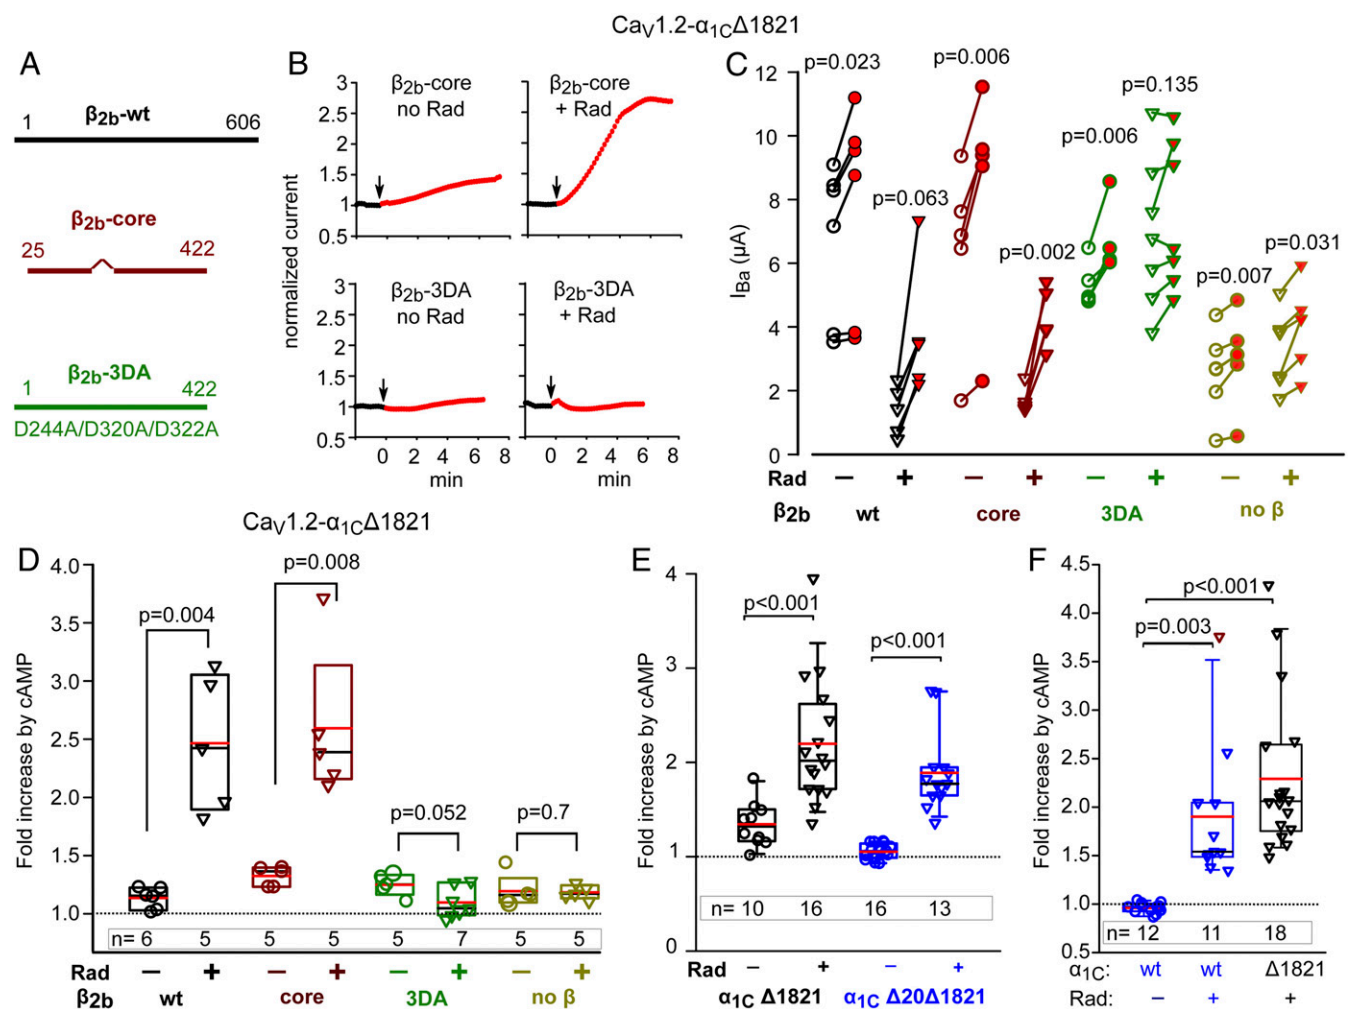 CaV1.2-α1CΔ1821
A
1 β2b-wt 606
β2b-core
25 422
β2b-3DA
1 422
D244A/D320A/D322A
B
normalized current
3
2.5
2
1.5
1
0.5
β2b-core
no Rad
β2b-core
+ Rad
3
2.5
2
1.5
1
0.5
β2b-3DA
no Rad
β2b-3DA
+ Rad
0 2 4 6 8
min
0 2 4 6 8
min
C
IBa (µA)
12
10
8
6
4
2
0
p=0.023
p=0.063
p=0.006
p=0.002
p=0.006
p=0.135
p=0.007
p=0.031
Rad − + − + − + − +
β2b wt core 3DA no β
CaV1.2-α1CΔ1821
D
Fold increase by cAMP
4.0
3.5
3.0
2.5
2.0
1.5
1.0
p=0.004
p=0.008
p=0.052
p=0.7
n= 6 5 5 5 5 7 5 5
Rad − + − + − + − +
β2b wt core 3DA no β
E
Fold increase by cAMP
4
3
2
1
0
p<0.001
p<0.001
n= 10 16 16 13
Rad − + − +
α1C Δ1821 α1C Δ20Δ1821
F
Fold increase by cAMP
4.5
4.0
3.5
3.0
2.5
2.0
1.5
1.0
0.5
p<0.001
p=0.003
n= 12 11 18
α1C: wt wt Δ1821
Rad: − + +